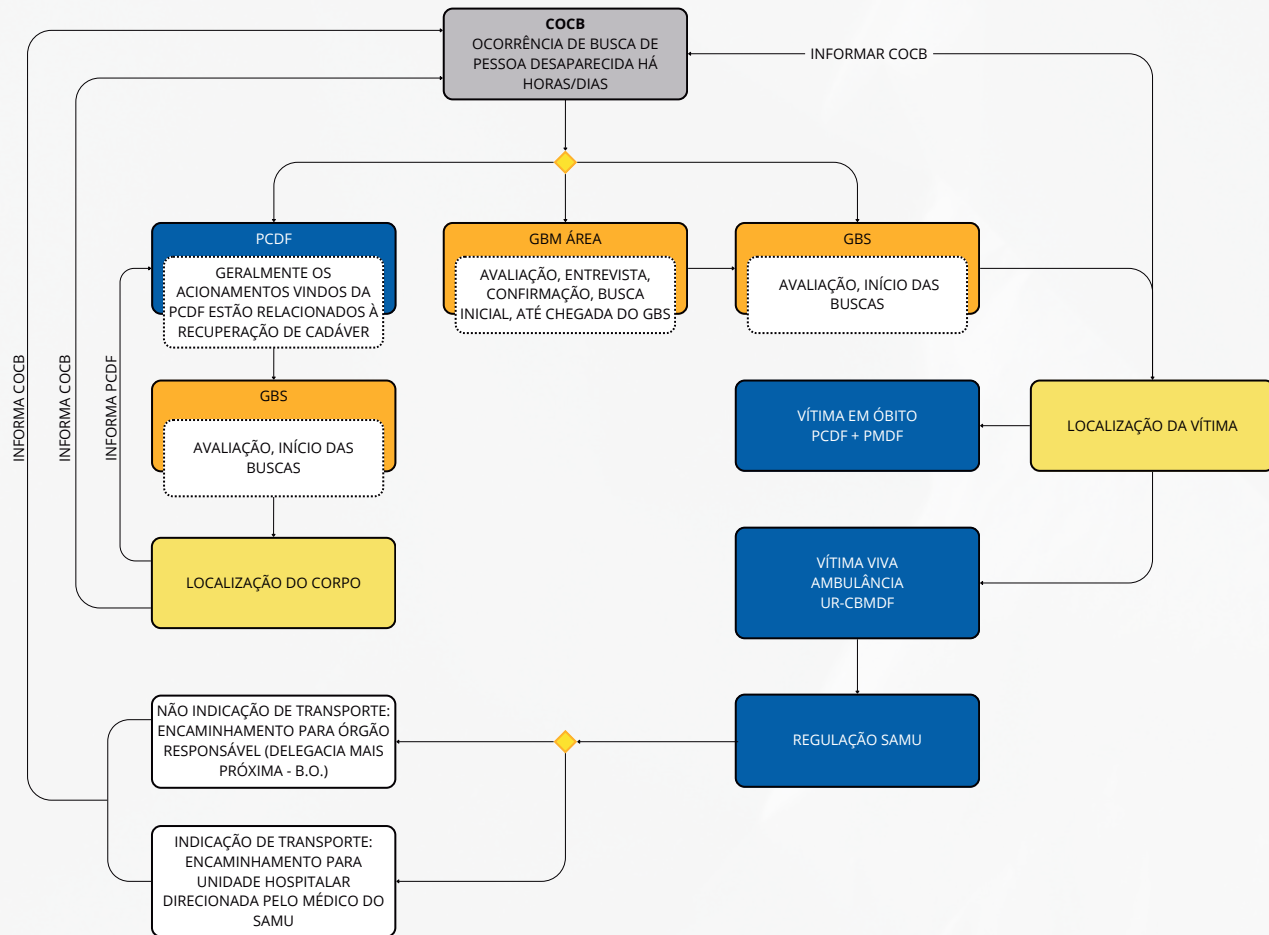 COCB
OCORRÊNCIA DE BUSCA DE
PESSOA DESAPARECIDA HÁ
HORAS/DIAS
INFORMAR COCB
PCDF
GERALMENTE OS
ACIONAMENTOS VINDOS DA
PCDF ESTÃO RELACIONADOS À
RECUPERAÇÃO DE CADÁVER
GBM ÁREA
AVALIAÇÃO, ENTREVISTA,
CONFIRMAÇÃO, BUSCA
INICIAL, ATÉ CHEGADA DO GBS
GBS
AVALIAÇÃO, INÍCIO DAS
BUSCAS
INFORMA COCB
INFORMA COCB
INFORMA PCDF
GBS
AVALIAÇÃO, INÍCIO DAS
BUSCAS
VÍTIMA EM ÓBITO
PCDF + PMDF
LOCALIZAÇÃO DA VÍTIMA
LOCALIZAÇÃO DO CORPO
VÍTIMA VIVA
AMBULÂNCIA
UR-CBMDF
NÃO INDICAÇÃO DE TRANSPORTE:
ENCAMINHAMENTO PARA ÓRGÃO
RESPONSÁVEL (DELEGACIA MAIS
PRÓXIMA - B.O.)
REGULAÇÃO SAMU
INDICAÇÃO DE TRANSPORTE:
ENCAMINHAMENTO PARA
UNIDADE HOSPITALAR
DIRECIONADA PELO MÉDICO DO
SAMU